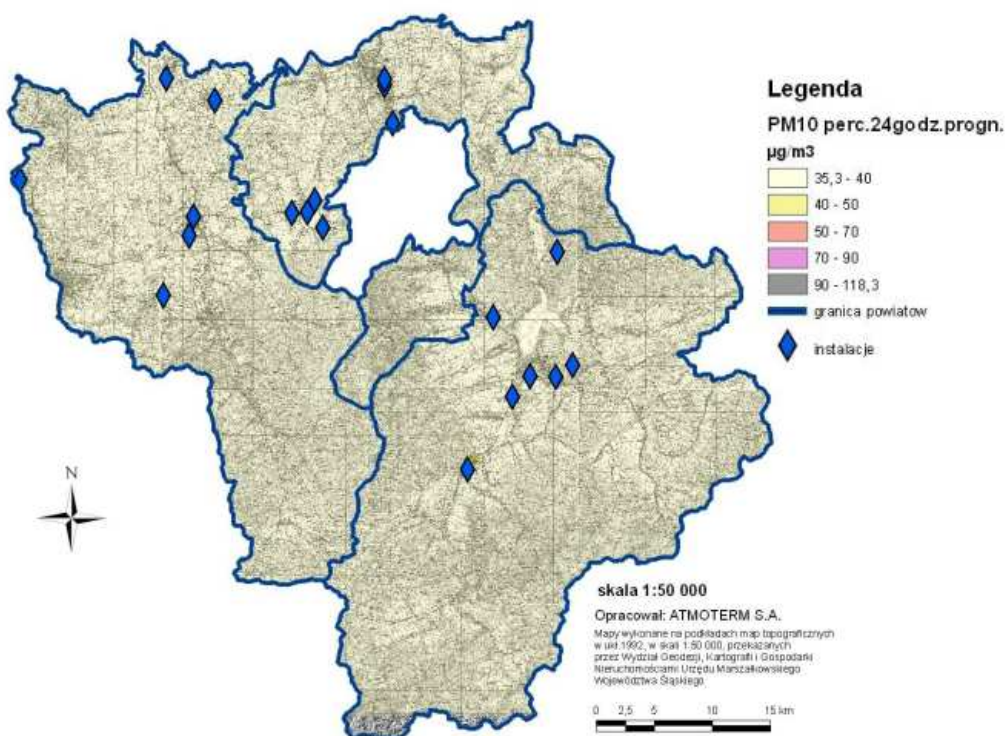 Legenda
PM10 perc.24godz.progn.
µg/m3
35,3 - 40
40 - 50
50 - 70
70 - 90
90 - 118,3
granica powiatow
instalacje
N
skala 1:50 000
Opracował: ATMOTERM S.A.
Mapy wykonane na podkładach map topograficznych
w ukł.1992, w skali 1:50 000, przekazanych
przez Wydział Geodezji, Kartografii i Gospodarki
Nieruchomościami Urzędu Marszałkowskiego
Województwa Śląskiego
0 2,5 5 10 15 km